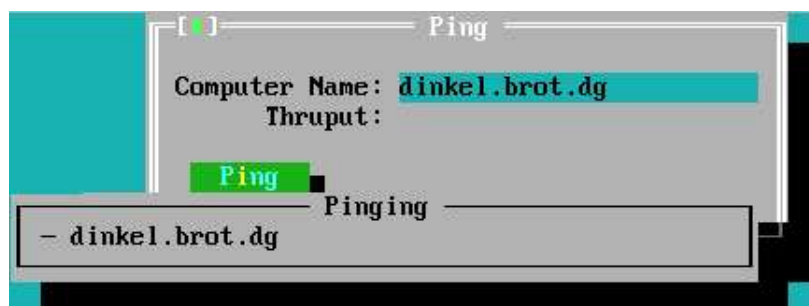 Ping
Computer Name: dinkel.brot.dg
Thruput:
Ping
Pinging
- dinkel.brot.dg